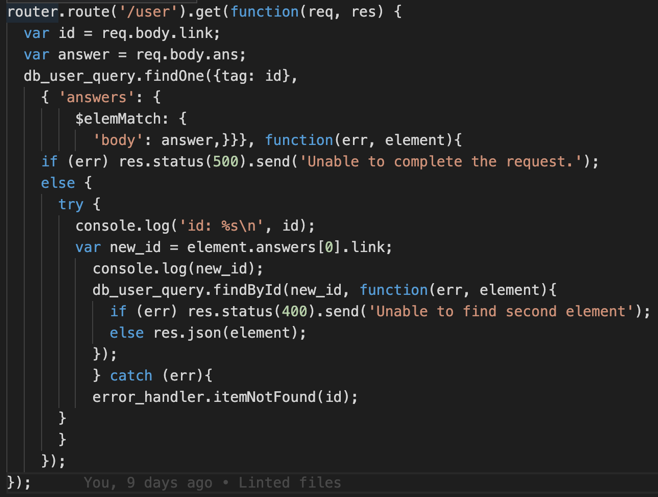 router.route('/user').get(function(req, res) {
var id = req.body.link;
var answer = req.body.ans;
db_user_query.findOne({tag: id},
{ 'answers': {
$elemMatch: {
'body': answer,}}}, function(err, element){
if (err) res.status(500).send('Unable to complete the request.');
else {
try {
console.log('id: %s\n', id);
var new_id = element.answers[0].link;
console.log(new_id);
db_user_query.findById(new_id, function(err, element){
if (err) res.status(400).send('Unable to find second element');
else res.json(element);
});
} catch (err){
error_handler.itemNotFound(id);
}
}
});
}); You, 9 days ago • Linted files